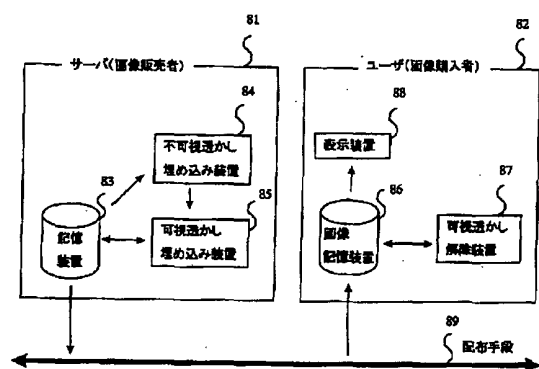 81
サーバ(画像販売者)
84
不可視透かし
埋め込み装置
83
85
記憶
装置
可視透かし
埋め込み装置
82
ユーザ(画像購入者)
88
表示装置
87
86
可視透かし
解除装置
画像
記憶装置
89
配布手段